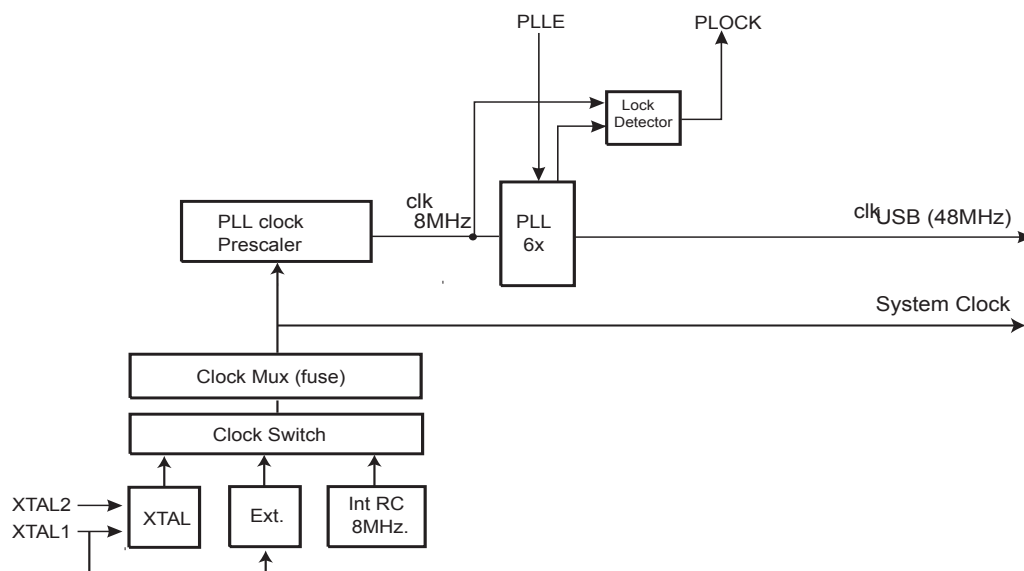 PLLE
PLOCK
Lock
Detector
clk
8MHz
PLL clock
Prescaler
PLL
6x
clk
USB (48MHz)
System Clock
Clock Mux (fuse)
Clock Switch
XTAL2
XTAL1
XTAL
Ext.
Int RC
8MHz.